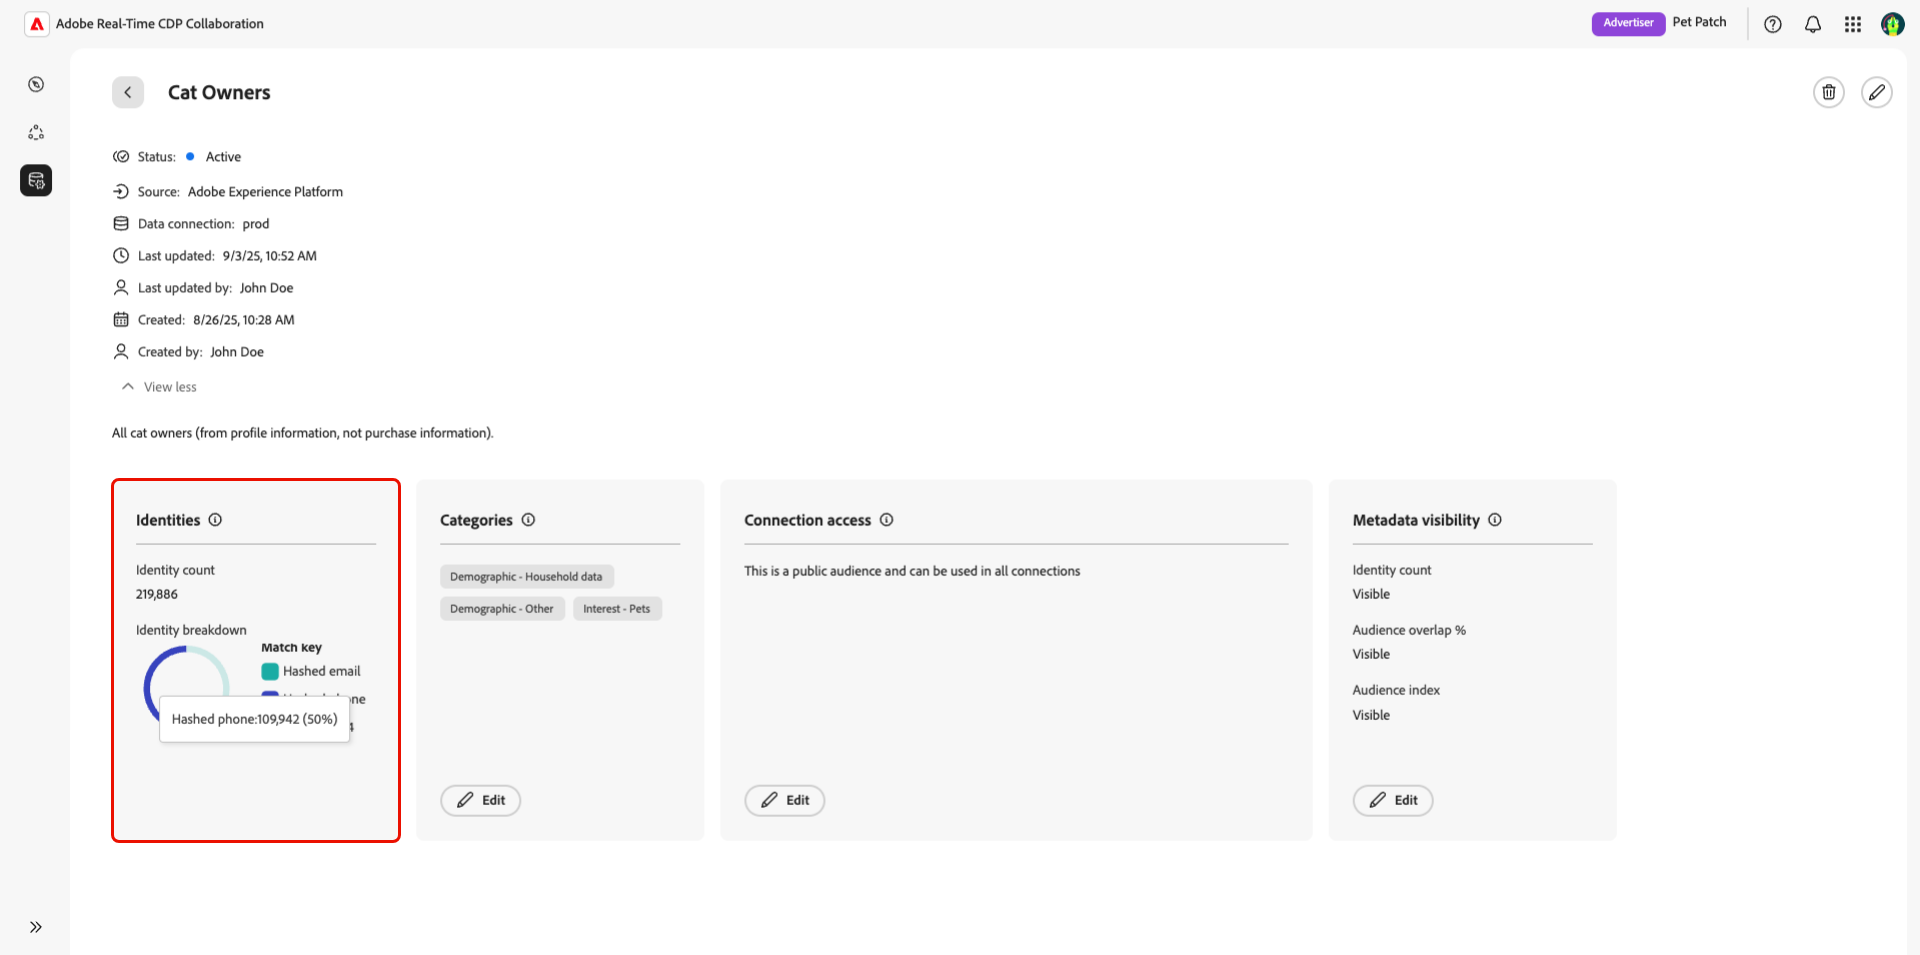 Adobe Real-Time CDP Collaboration
Advertiser
Pet Patch
Cat Owners
Status: Active
Source: Adobe Experience Platform
Data connection: prod
Last updated: 9/3/25, 10:52 AM
Last updated by: John Doe
Created: 8/26/25, 10:28 AM
Created by: John Doe
View less
All cat owners (from profile information, not purchase information).
Identities
Identity count
219,886
Identity breakdown
Match key
Hashed email
Hashed phone:109,942 (50%)
Categories
Demographic - Household data
Demographic - Other
Interest - Pets
Edit
Connection access
This is a public audience and can be used in all connections
Edit
Metadata visibility
Identity count
Visible
Audience overlap %
Visible
Audience index
Visible
Edit